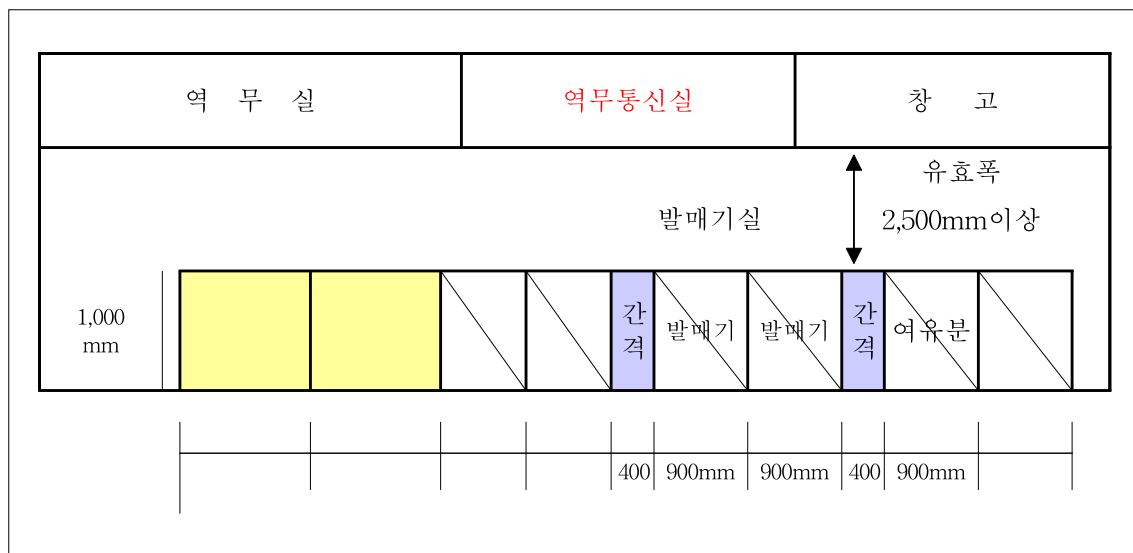 역 무 실
역무통신실
창 고
유효폭
발매기실
2,500mm이상
1,000
mm
간
격
발매기
발매기
간
격
여유분
400
900mm
900mm
400
900mm